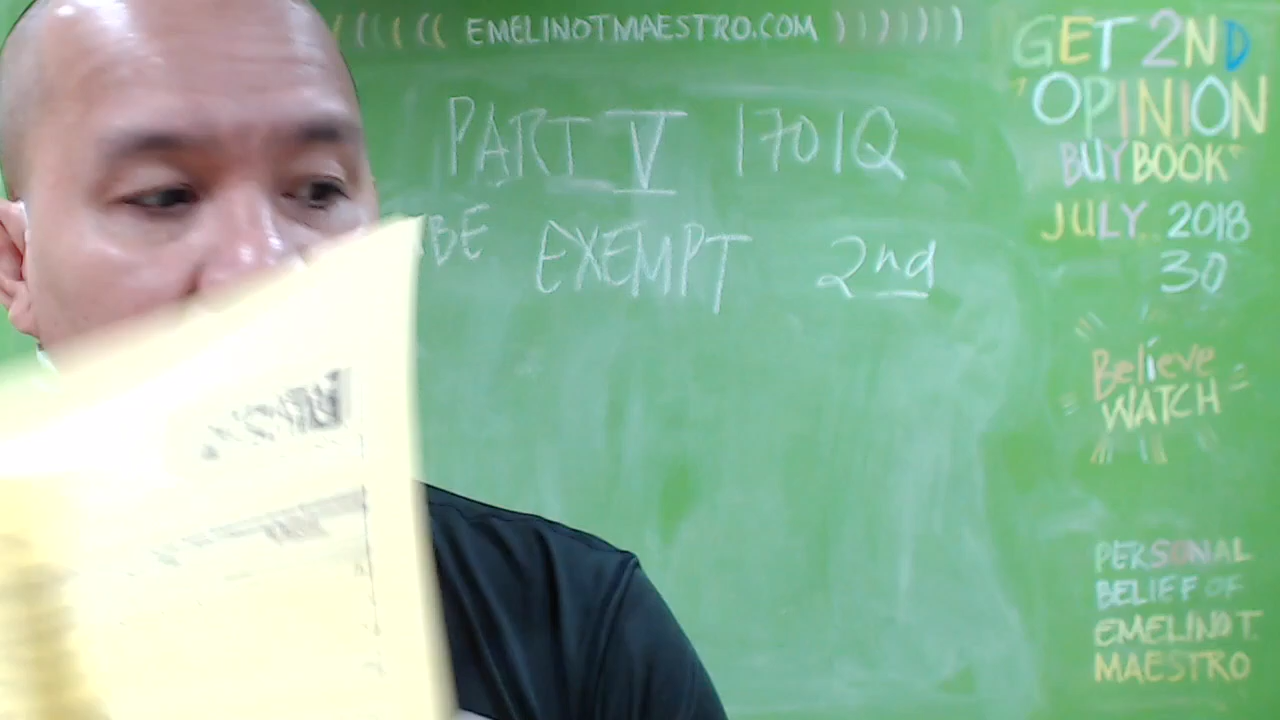 ((((( EMELINOTMAESTRO.COM ))))))
PART V 1701Q
BE EXEMPT 2nd
GET 2ND
"OPINION
BUY BOOK"
JULY 2018
30
Believe
WATCH
PERSONAL
BELIEF OF
EMELINO T.
MAESTRO